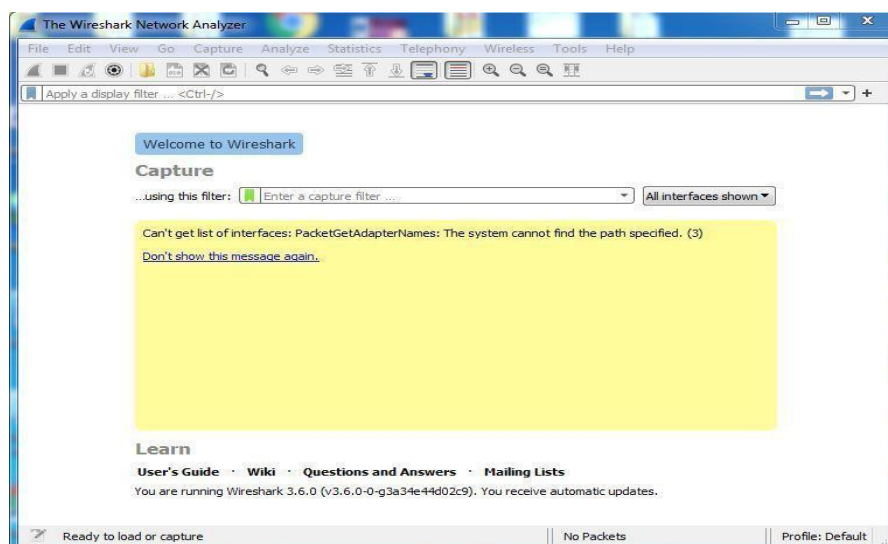 The Wireshark Network Analyzer
File Edit View Go Capture Analyze Statistics Telephony Wireless Tools Help
Apply a display filter ... <Ctrl-/>
Welcome to Wireshark
Capture
...using this filter: Enter a capture filter ... All interfaces shown
Can't get list of interfaces: PacketGetAdapterNames: The system cannot find the path specified. (3)
Don't show this message again.
Learn
User's Guide · Wiki · Questions and Answers · Mailing Lists
You are running Wireshark 3.6.0 (v3.6.0-0-g3a34e44d02c9). You receive automatic updates.
Ready to load or capture No Packets Profile: Default